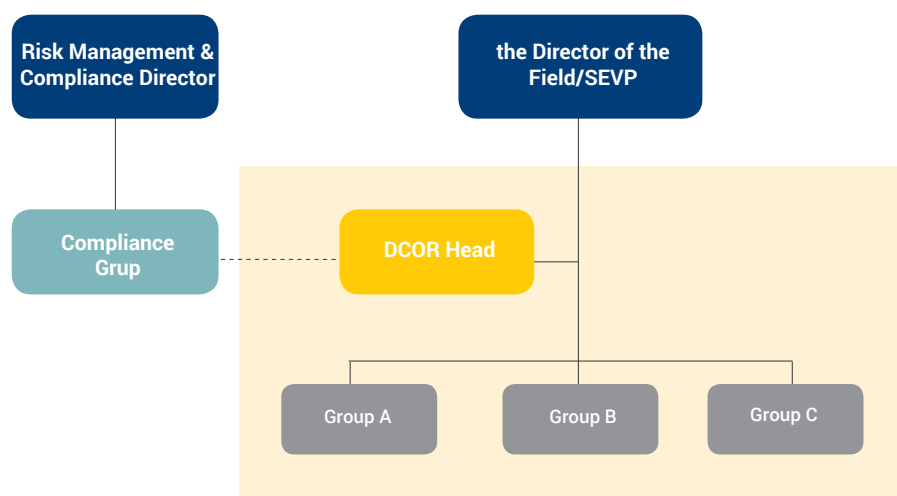 Risk Management &
Compliance Director
the Director of the
Field/SEVP
Compliance
Grup
DCOR Head
Group A
Group B
Group C